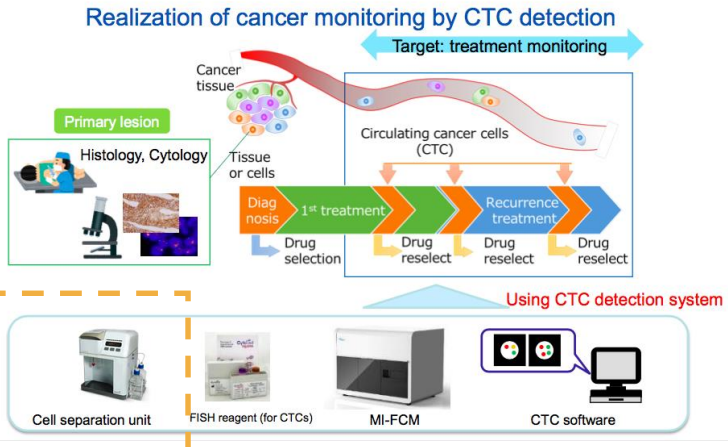 Realization of cancer monitoring by CTC detection
Target: treatment monitoring
Cancer
tissue
Primary lesion
Histology, Cytology
Tissue
or cells
Circulating cancer cells
(CTC)
Diag
nosis
1st treatment
Recurrence
treatment
Drug
selection
Drug
reselect
Drug
reselect
Drug
reselect
Using CTC detection system
Cell separation unit
FISH reagent (for CTCs)
MI-FCM
CTC software